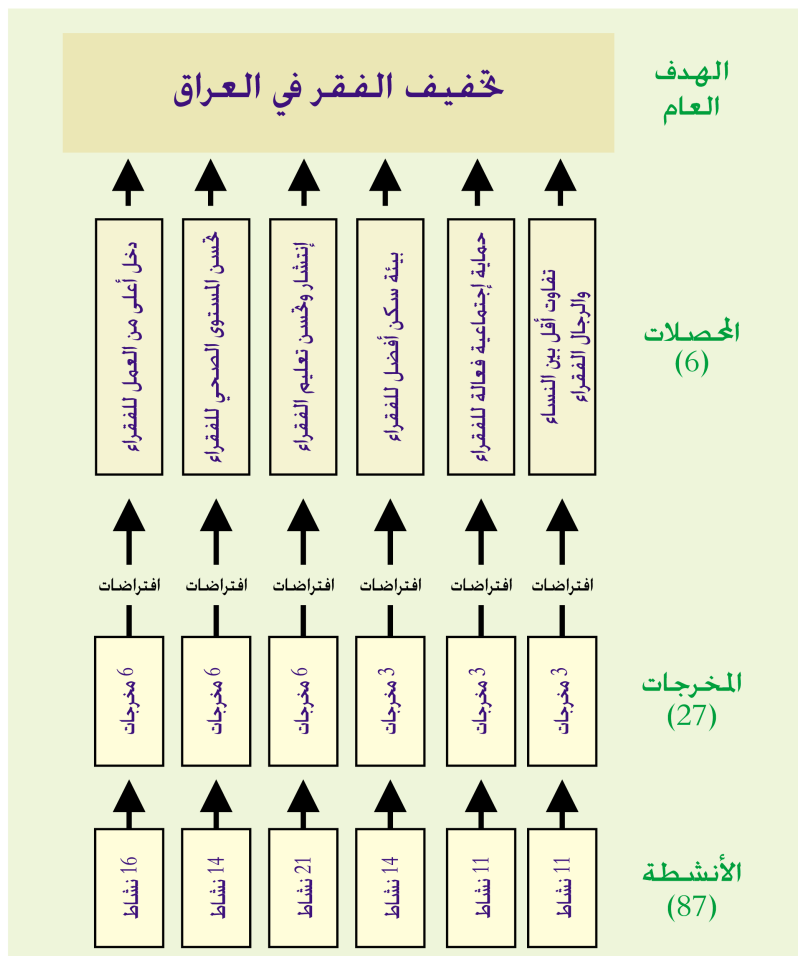 الهدف
العام
تخفيف الفقر في العراق
المحصلات
(6)
تفاوت أقل بين النساء
والرجال الفقراء
حماية إجتماعية فعالة للفقراء
بيئة سكن أفضل للفقراء
إنتشار وتحسن تعليم الفقراء
تحسن المستوى الصحي للفقراء
دخل أعلى من العمل للفقراء
افتراضات
افتراضات
افتراضات
افتراضات
افتراضات
افتراضات
المخرجات
(27)
3 مخرجات
3 مخرجات
3 مخرجات
6 مخرجات
6 مخرجات
6 مخرجات
الأنشطة
(87)
11 نشاط
11 نشاط
14 نشاط
21 نشاط
14 نشاط
16 نشاط